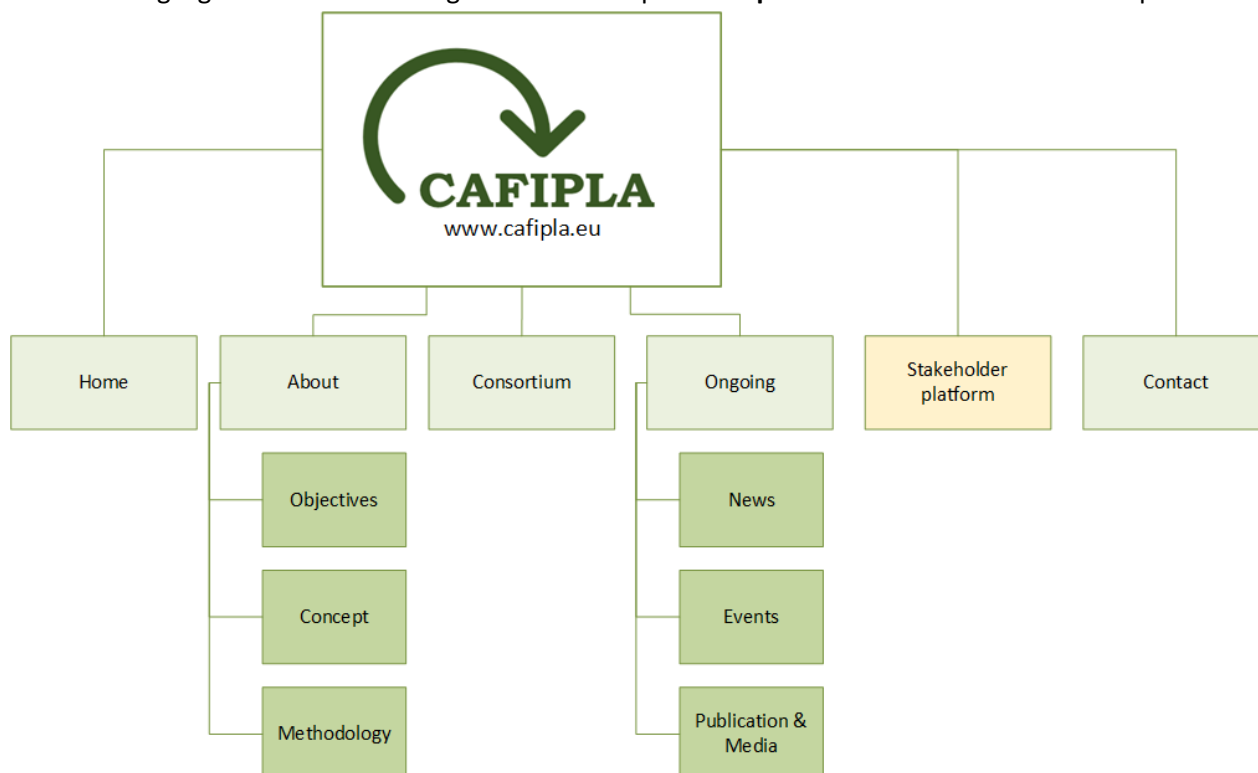 CAFIPLA
www.cafipla.eu
Home
About
Consortium
Ongoing
Stakeholder
platform
Contact
Objectives
News
Concept
Events
Methodology
Publication &
Media